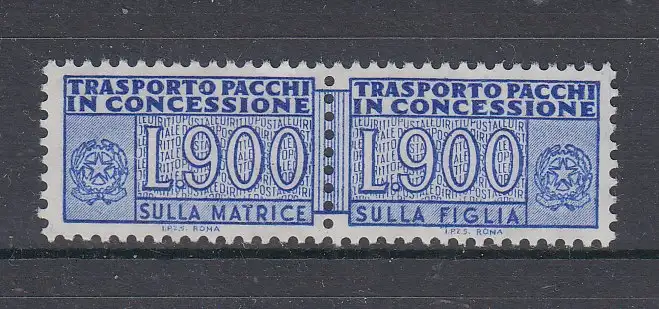 TRASPORTO PACCHI
IN CONCESSIONE
L.900
SULLA MATRICE
I.P.Z.S. ROMA
TRASPORTO PACCHI
IN CONCESSIONE
L.900
SULLA FIGLIA
I.P.Z.S. ROMA